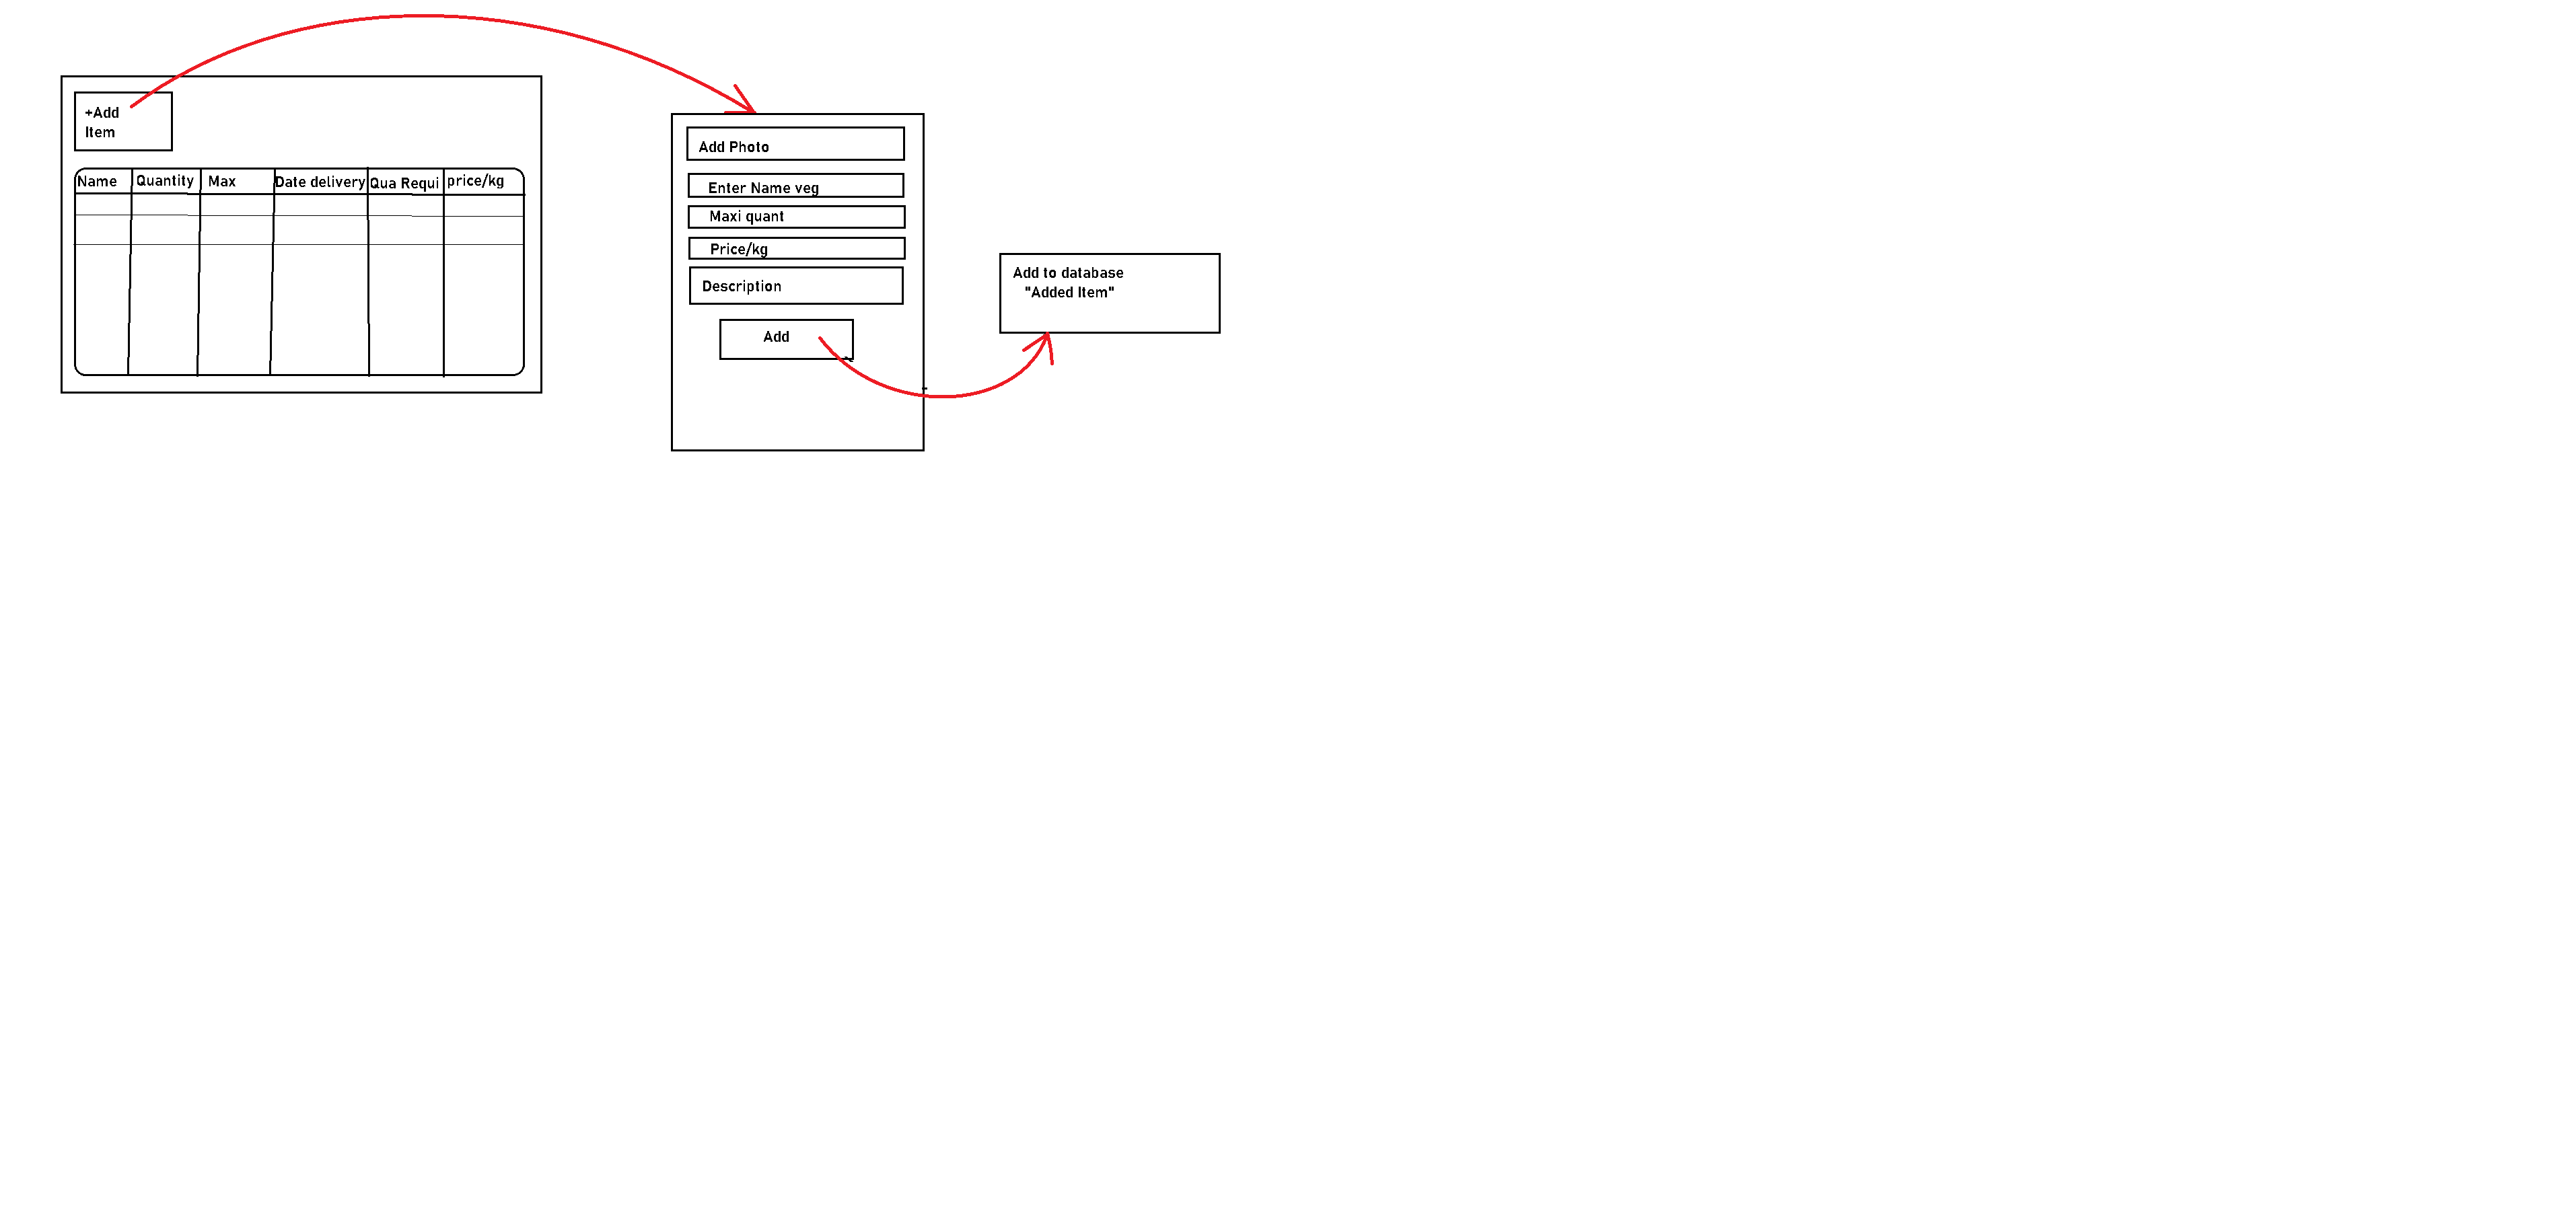 +Add
Item
Name Quantity Max Date delivery Qua Requi price/kg
Add Photo
Enter Name veg
Maxi quant
Price/kg
Description
Add
Add to database
"Added Item"